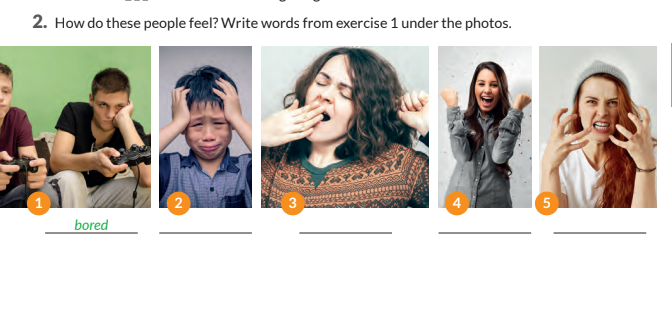 2. How do these people feel? Write words from exercise 1 under the photos.
1 2 3 4 5
bored